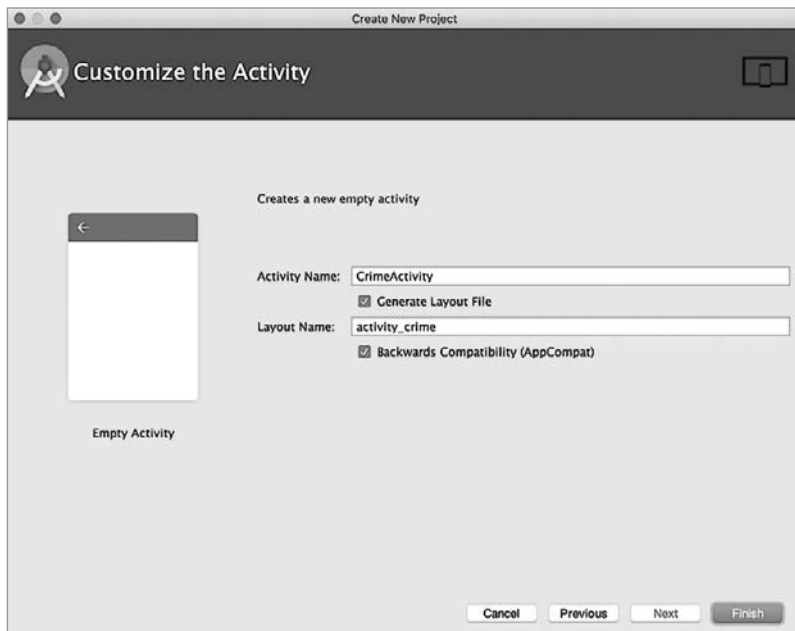 Create New Project
Customize the Activity
Creates a new empty activity
Activity Name: CrimeActivity
Generate Layout File
Layout Name: activity_crime
Backwards Compatibility (AppCompat)
Empty Activity
Cancel Previous Next Finish